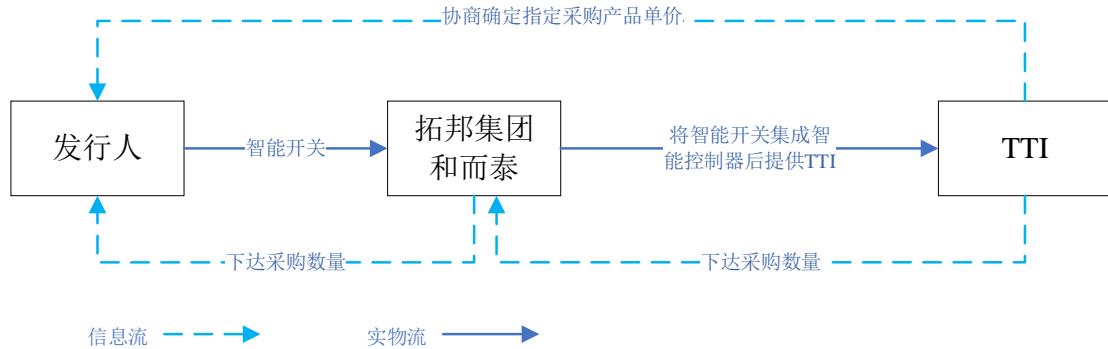 协商确定指定采购产品单价
发行人
智能开关
拓邦集团
和而泰
将智能开关集成智
能控制器后提供TTI
TTI
下达采购数量
下达采购数量
信息流
实物流